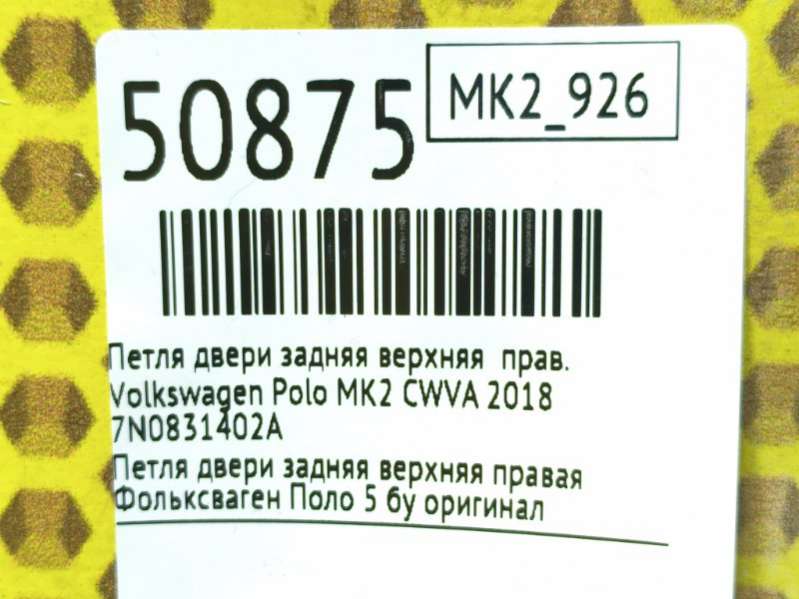 50875
MK2_926
Петля двери задняя верхняя прав.
Volkswagen Polo MK2 CWVA 2018
7N0831402A
Петля двери задняя верхняя правая
Фольксваген Поло 5 бу оригинал